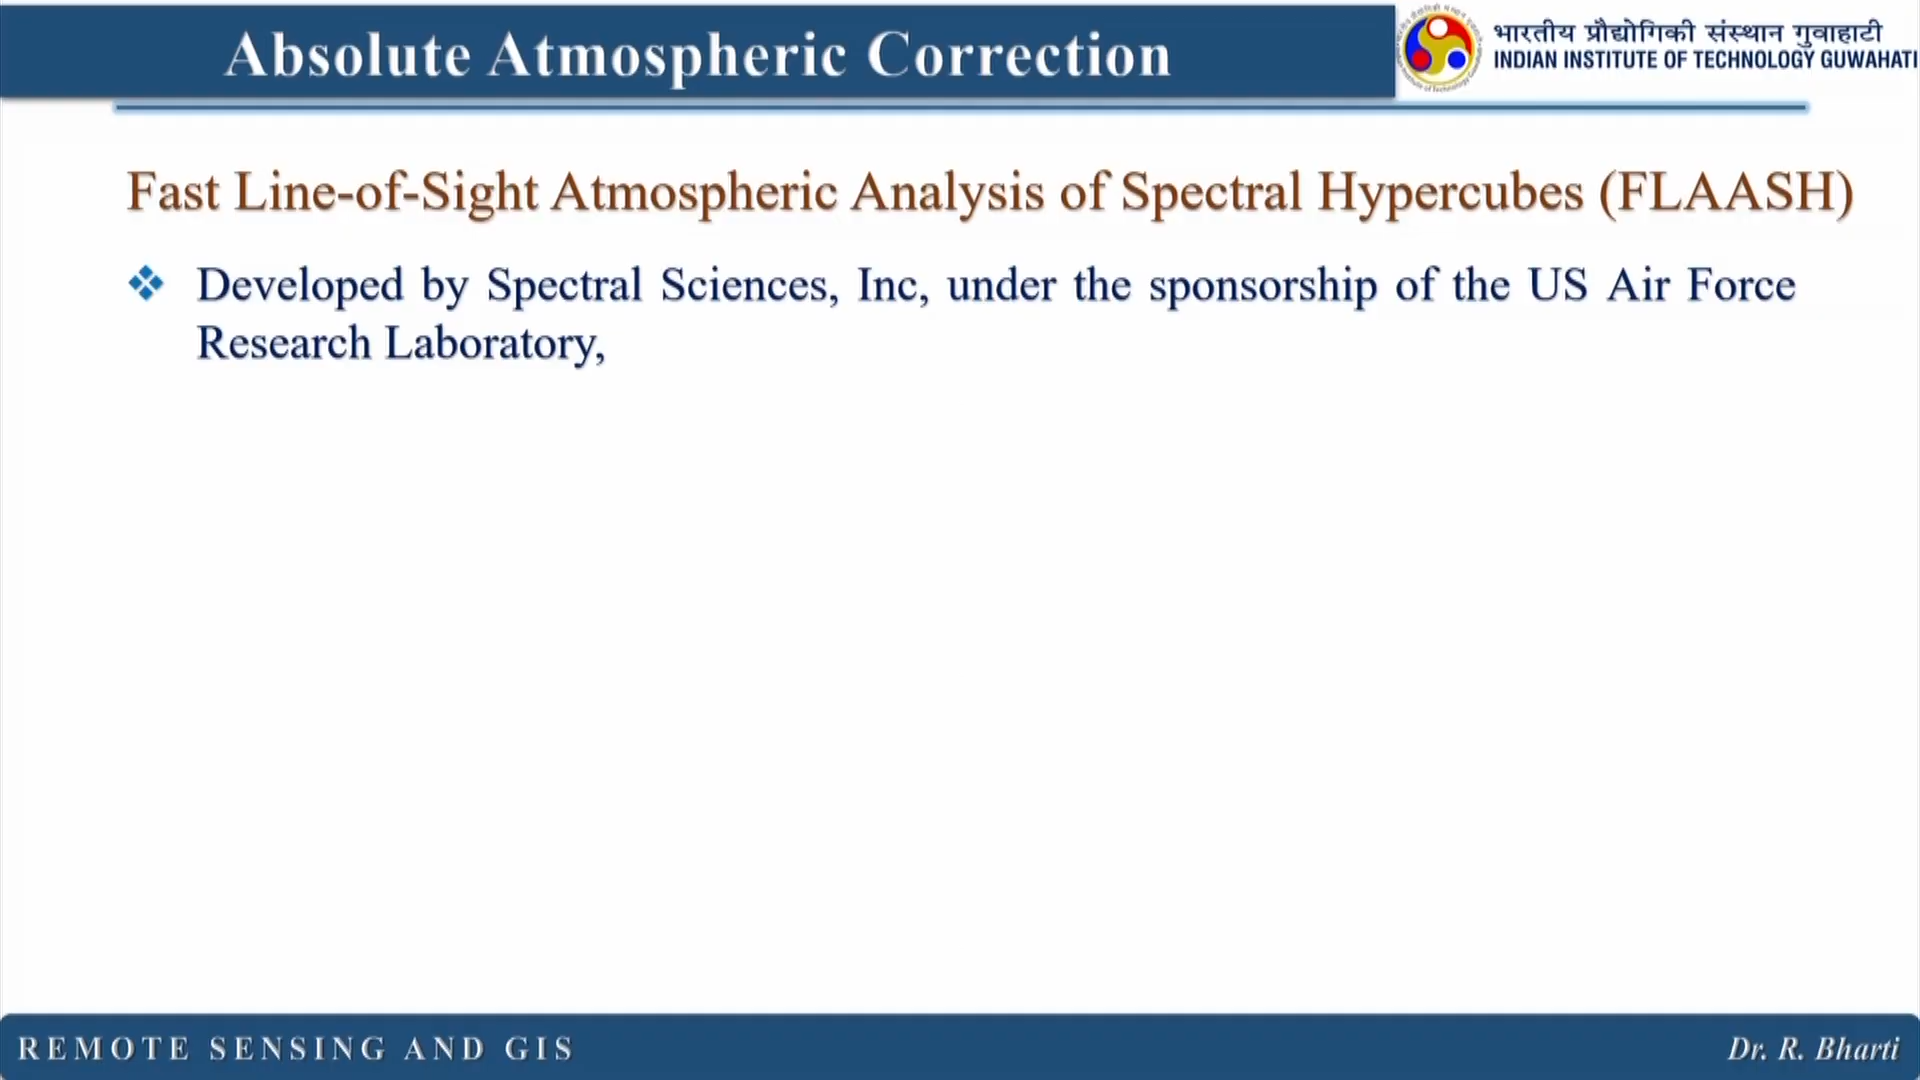 Absolute Atmospheric Correction
भारतीय प्रौद्योगिकी संस्थान गुवाहाटी
INDIAN INSTITUTE OF TECHNOLOGY GUWAHATI
Fast Line-of-Sight Atmospheric Analysis of Spectral Hypercubes (FLAASH)
Developed by Spectral Sciences, Inc, under the sponsorship of the US Air Force
Research Laboratory,
REMOTE SENSING AND GIS
Dr. R. Bharti